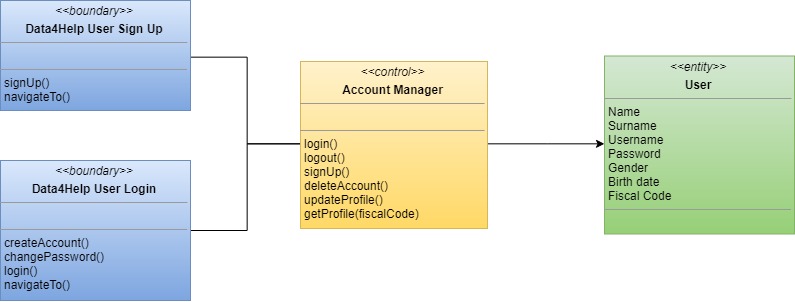 <<boundary>>
Data4Help User Sign Up
signUp()
navigateTo()
<<boundary>>
Data4Help User Login
createAccount()
changePassword()
login()
navigateTo()
<<control>>
Account Manager
login()
logout()
signUp()
deleteAccount()
updateProfile()
getProfile(fiscalCode)
<<entity>>
User
Name
Surname
Username
Password
Gender
Birth date
Fiscal Code